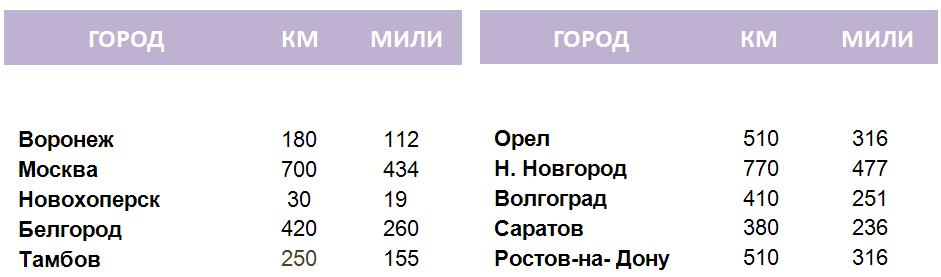 ГОРОД КМ МИЛИ
Воронеж 180 112
Москва 700 434
Новохоперск 30 19
Белгород 420 260
Тамбов 250 155
ГОРОД КМ МИЛИ
Орел 510 316
Н. Новгород 770 477
Волгоград 410 251
Саратов 380 236
Ростов-на- Дону 510 316